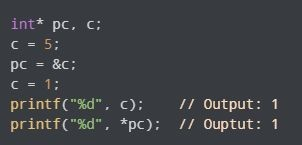 int* pc, c;
c = 5;
pc = &c;
c = 1;
printf("%d", c);    // Output: 1
printf("%d", *pc);  // Ouptut: 1